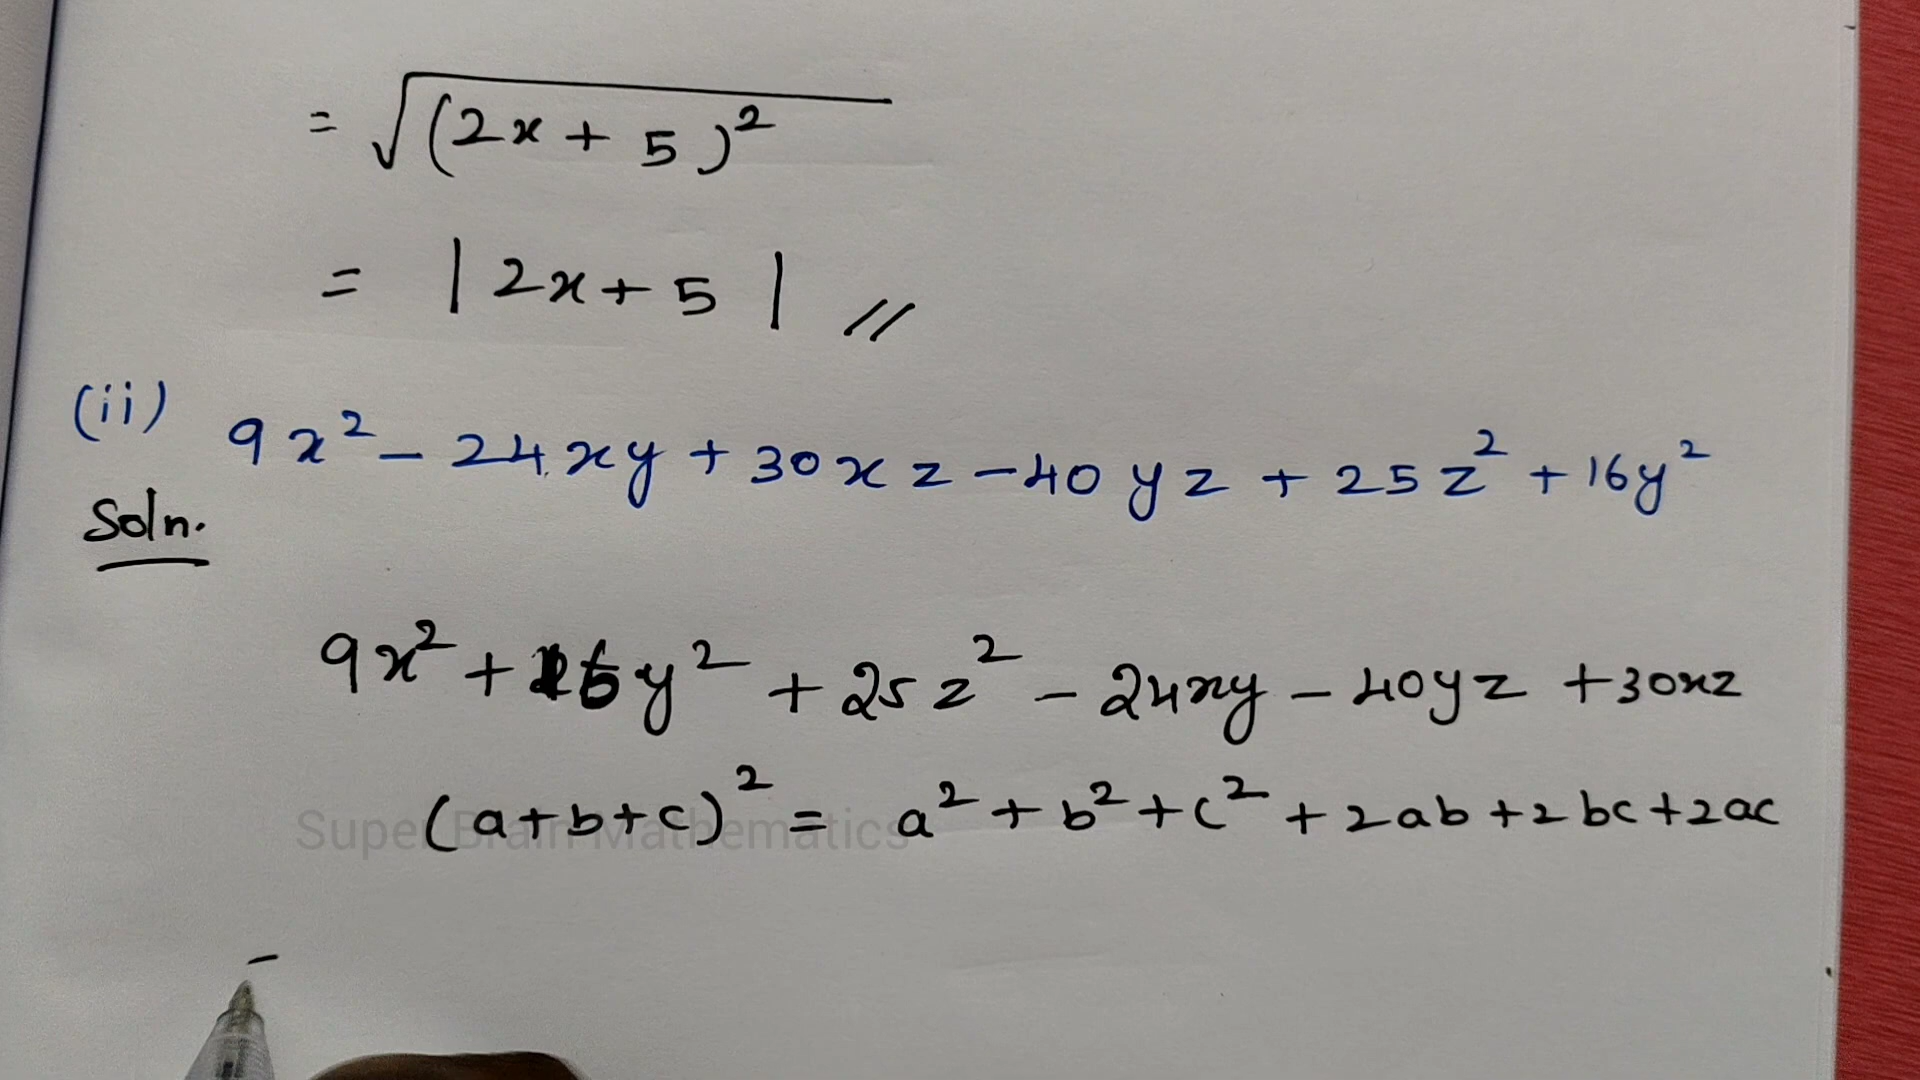 = √(2x + 5)²
= | 2x + 5 | //
(ii) 9x² - 24xy + 30xz - 40yz + 25z² + 16y²
Soln.
9x² + 16y² + 25z² - 24xy - 40yz + 30xz
(a+b+c)² = a² + b² + c² + 2ab + 2bc + 2ac
Super Brain Mathematics